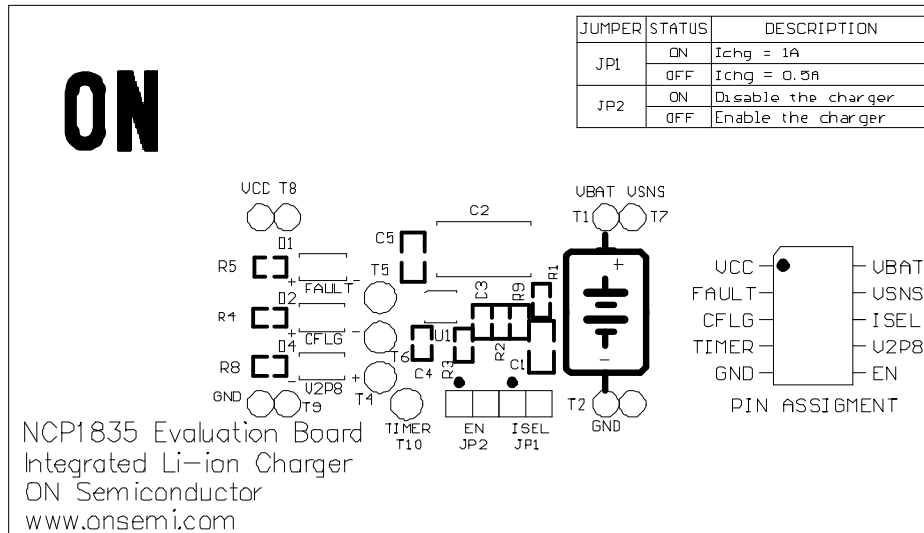 JUMPER STATUS DESCRIPTION
JP1 ON Ichg = 1A
OFF Ichg = 0.5A
JP2 ON Disable the charger
OFF Enable the charger
ON
VCC T8
VBAT VSNS
T1 T7
C2
C5
D1
R5
+ FAULT -
T5
D2
R4
+ CFLG -
T6
D4
R8
- V2P8 +
T4
GND T9
U1
C4
R3
C3
R2
R9
R1
C1
+
-
T2
GND
TIMER
T10
EN
JP2
ISEL
JP1
VCC VBAT
FAULT VSNS
CFLG ISEL
TIMER V2P8
GND EN
PIN ASSIGMENT
NCP1835 Evaluation Board
Integrated Li-ion Charger
ON Semiconductor
www.onsemi.com